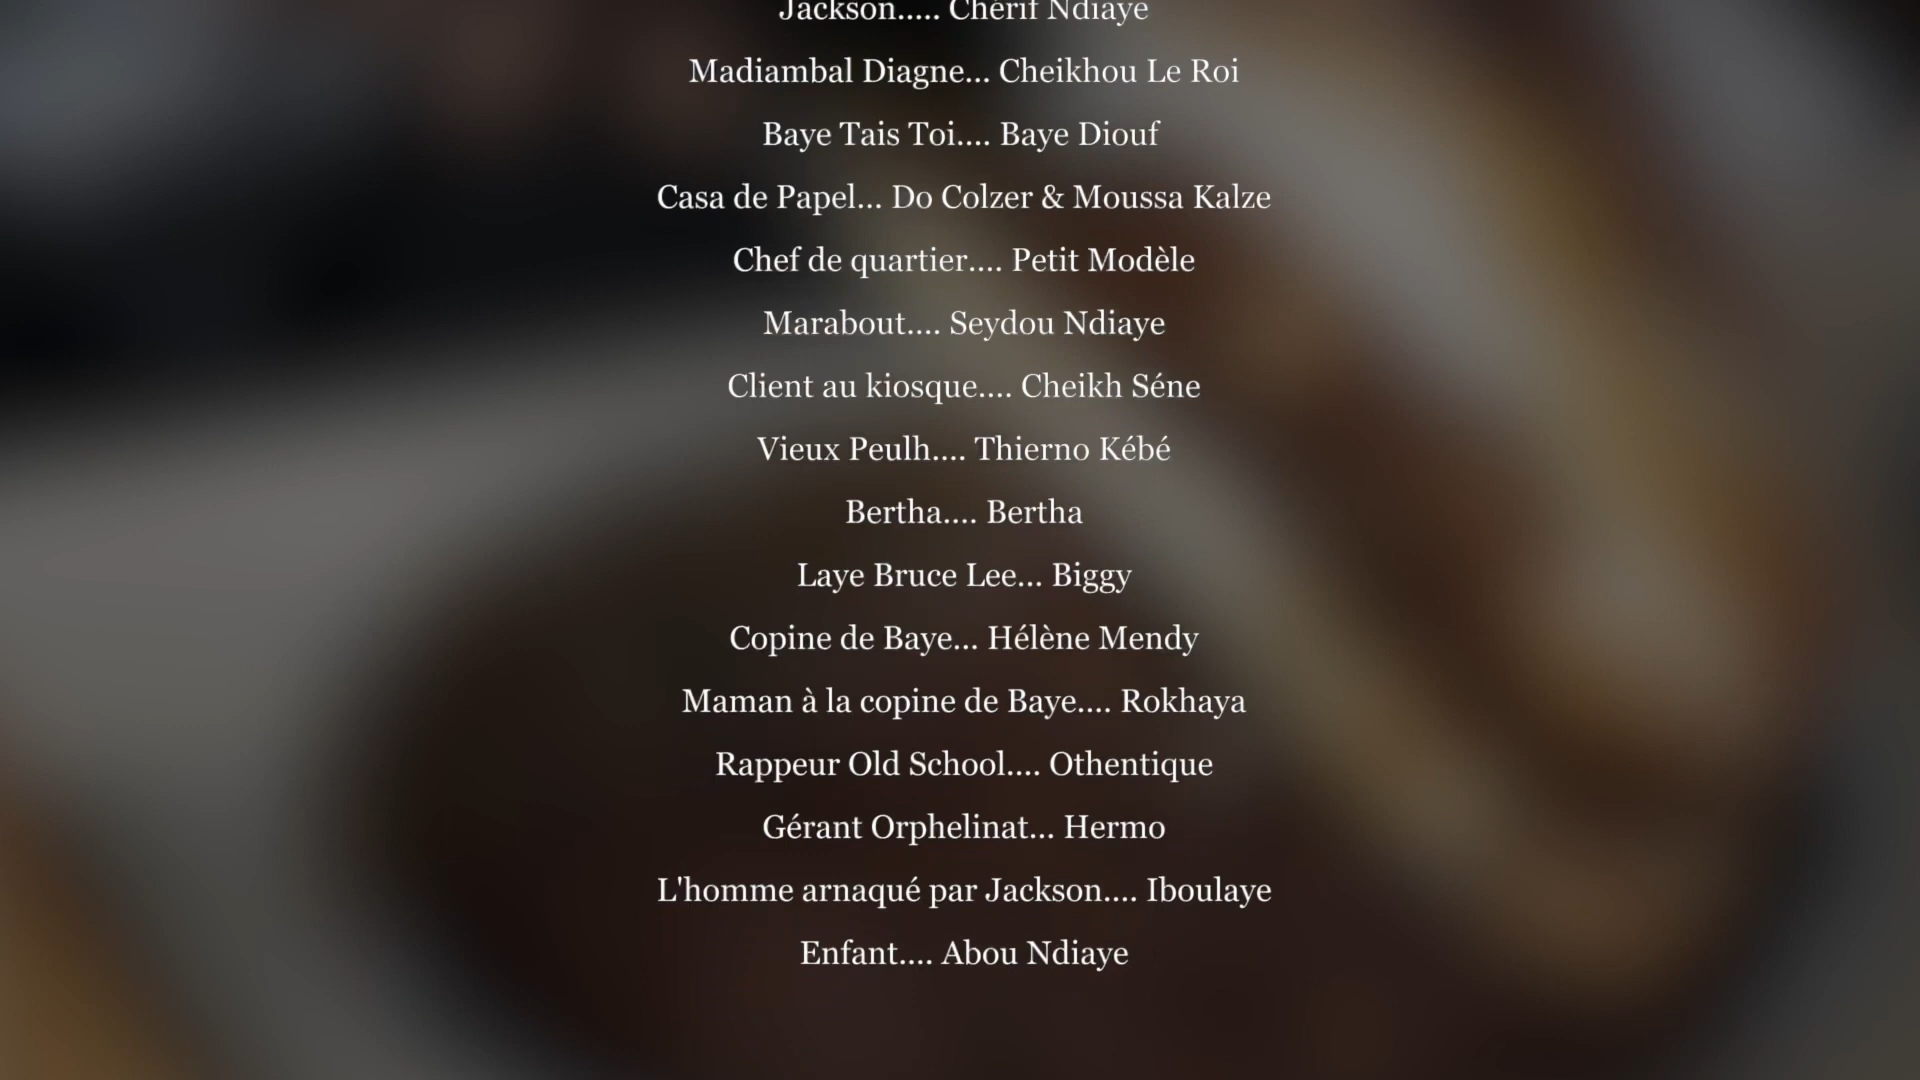 Jackson..... Chérif Ndiaye
Madiambal Diagne... Cheikhou Le Roi
Baye Tais Toi.... Baye Diouf
Casa de Papel... Do Colzer & Moussa Kalze
Chef de quartier.... Petit Modèle
Marabout.... Seydou Ndiaye
Client au kiosque.... Cheikh Séne
Vieux Peulh.... Thierno Kébé
Bertha.... Bertha
Laye Bruce Lee... Biggy
Copine de Baye... Hélène Mendy
Maman à la copine de Baye.... Rokhaya
Rappeur Old School.... Othentique
Gérant Orphelinat... Hermo
L'homme arnaqué par Jackson.... Iboulaye
Enfant.... Abou Ndiaye